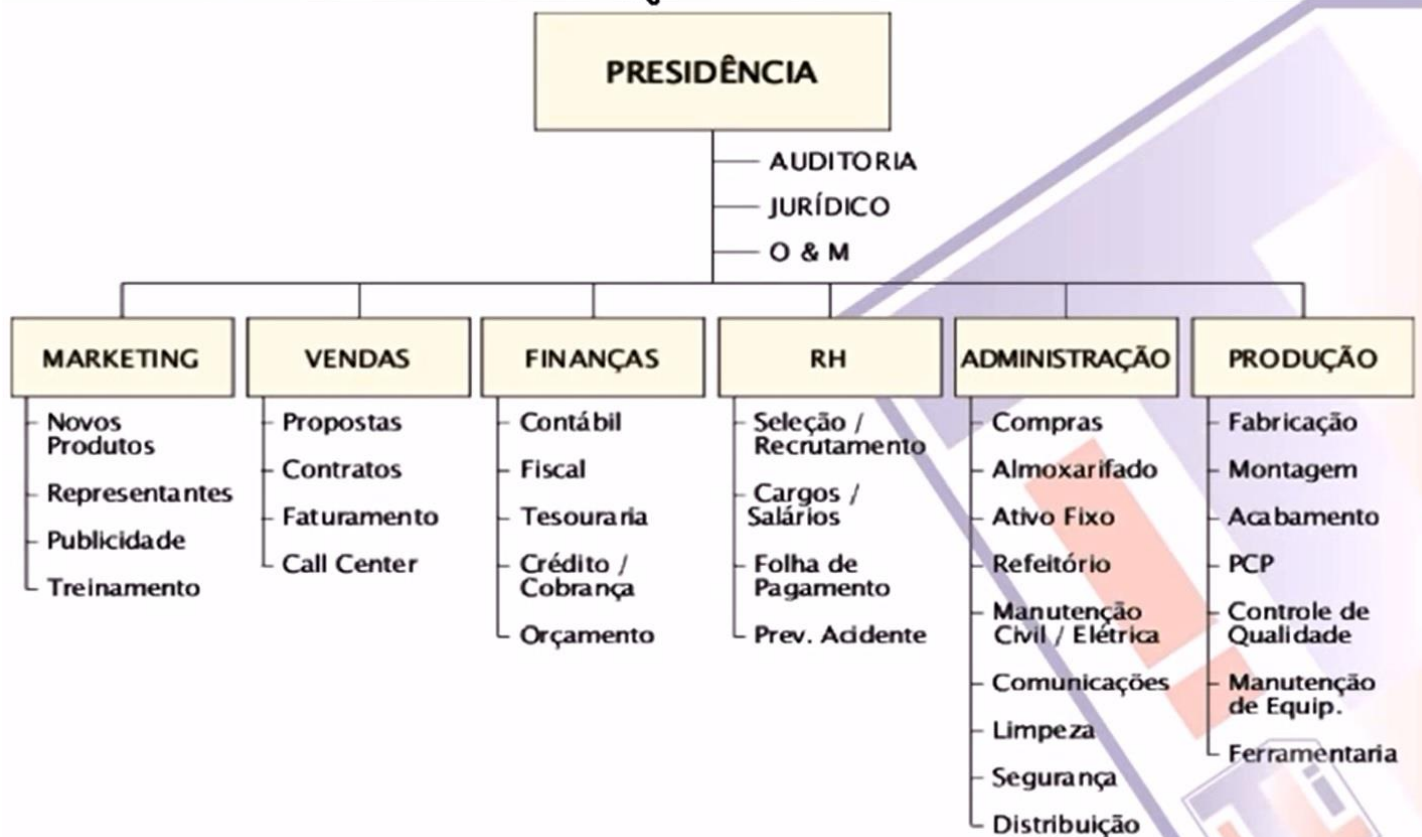 PRESIDÊNCIA
AUDITORIA
JURÍDICO
O & M
MARKETING
Novos
Produtos
Representantes
Publicidade
Treinamento
VENDAS
Propostas
Contratos
Faturamento
Call Center
FINANÇAS
Contábil
Fiscal
Tesouraria
Crédito /
Cobrança
Orçamento
RH
Seleção /
Recrutamento
Cargos /
Salários
Folha de
Pagamento
Prev. Acidente
ADMINISTRAÇÃO
Compras
Almoxarifado
Ativo Fixo
Refeitório
Manutenção
Civil / Elétrica
Comunicações
Limpeza
Segurança
Distribuição
PRODUÇÃO
Fabricação
Montagem
Acabamento
PCP
Controle de
Qualidade
Manutenção
de Equip.
Ferramentaria